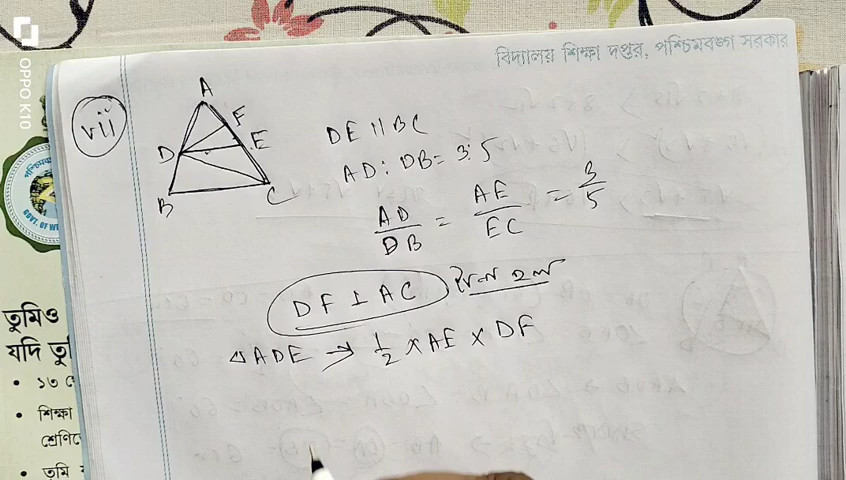 বিদ্যালয় শিক্ষা দপ্তর, পশ্চিমবঙ্গ সরকার
OPPO K10
vii
A
F
E
D
B
C
DE || BC
AD : DB = 3:5
AD/DB = AE/EC = 3/5
DF ⊥ AC
△ADE → 1/2 × AE × DF
তুমিও
যদি
• ১৩
• শিক্ষা
• তুমি